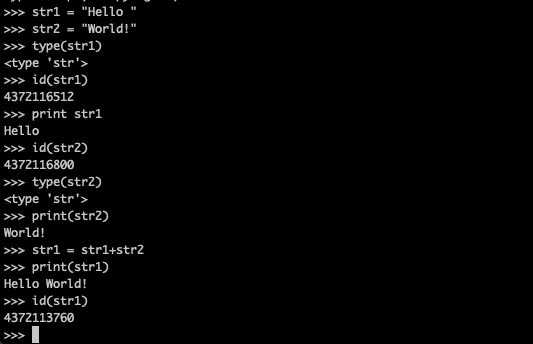 >>> str1 = "Hello "
>>> str2 = "World!"
>>> type(str1)
<type 'str'>
>>> id(str1)
4372116512
>>> print str1
Hello
>>> id(str2)
4372116800
>>> type(str2)
<type 'str'>
>>> print(str2)
World!
>>> str1 = str1+str2
>>> print(str1)
Hello World!
>>> id(str1)
4372113760
>>>